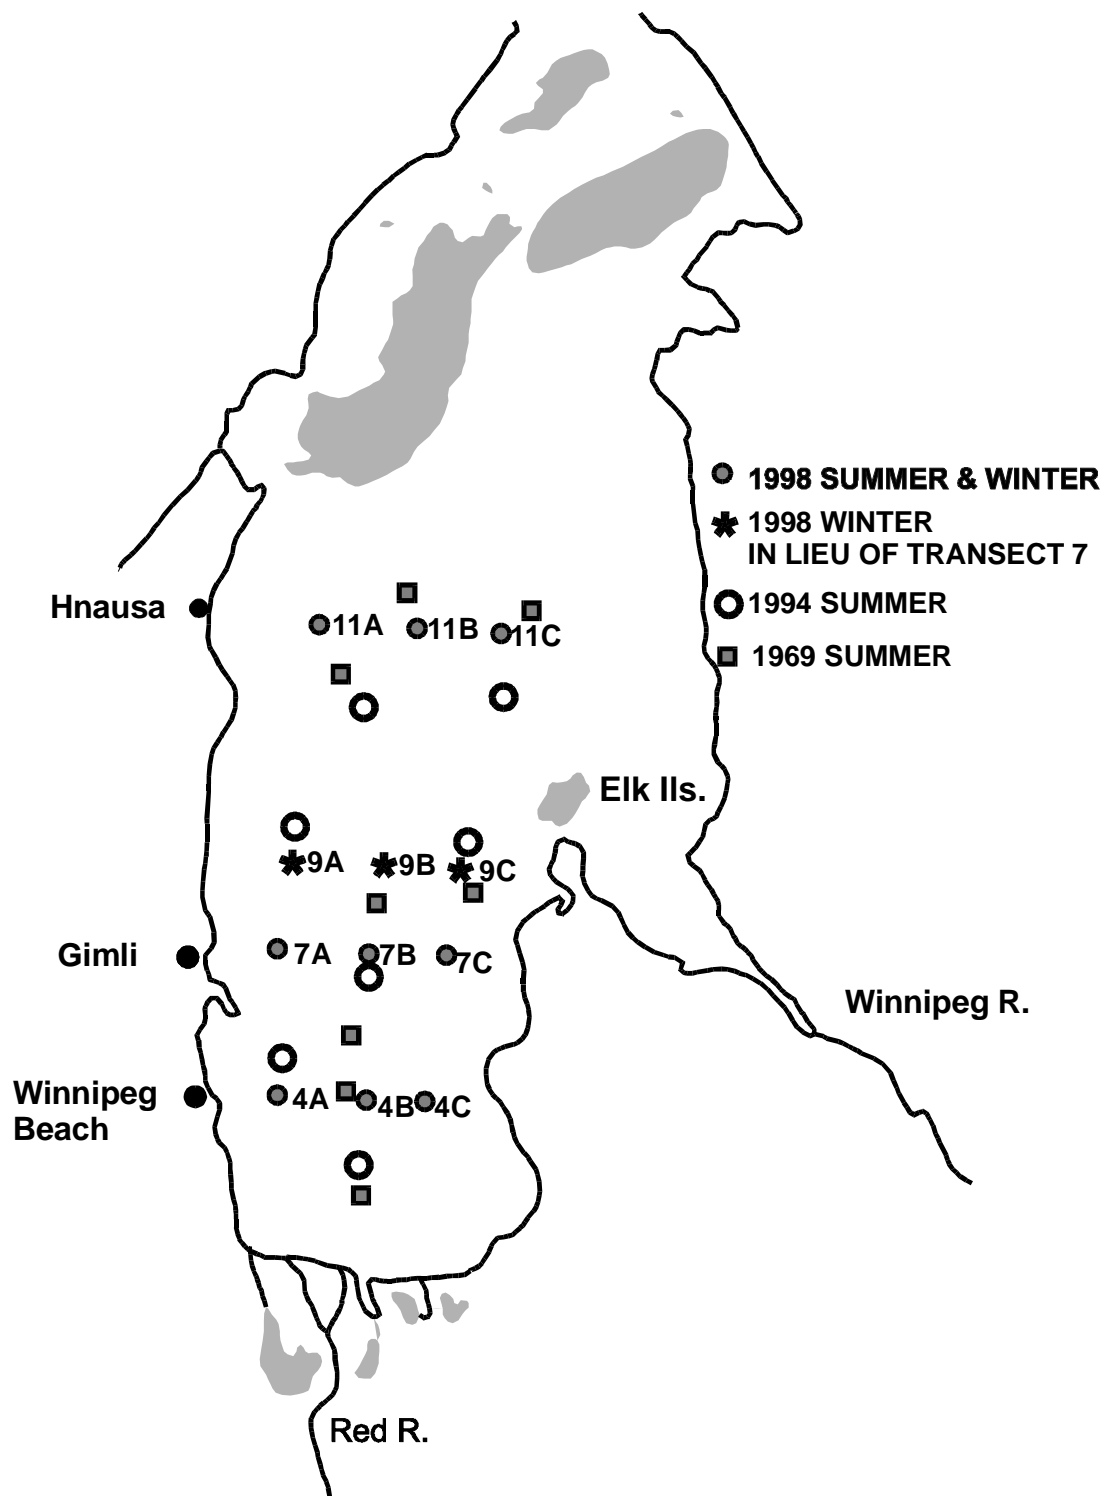 1998 SUMMER & WINTER
1998 WINTER
IN LIEU OF TRANSECT 7
Hnausa
1994 SUMMER
11A
11B
11C
1969 SUMMER
Elk Ils.
9A
9B
9C
Gimli
7A
7B
7C
Winnipeg R.
Winnipeg
Beach
4A
4B
4C
Red R.